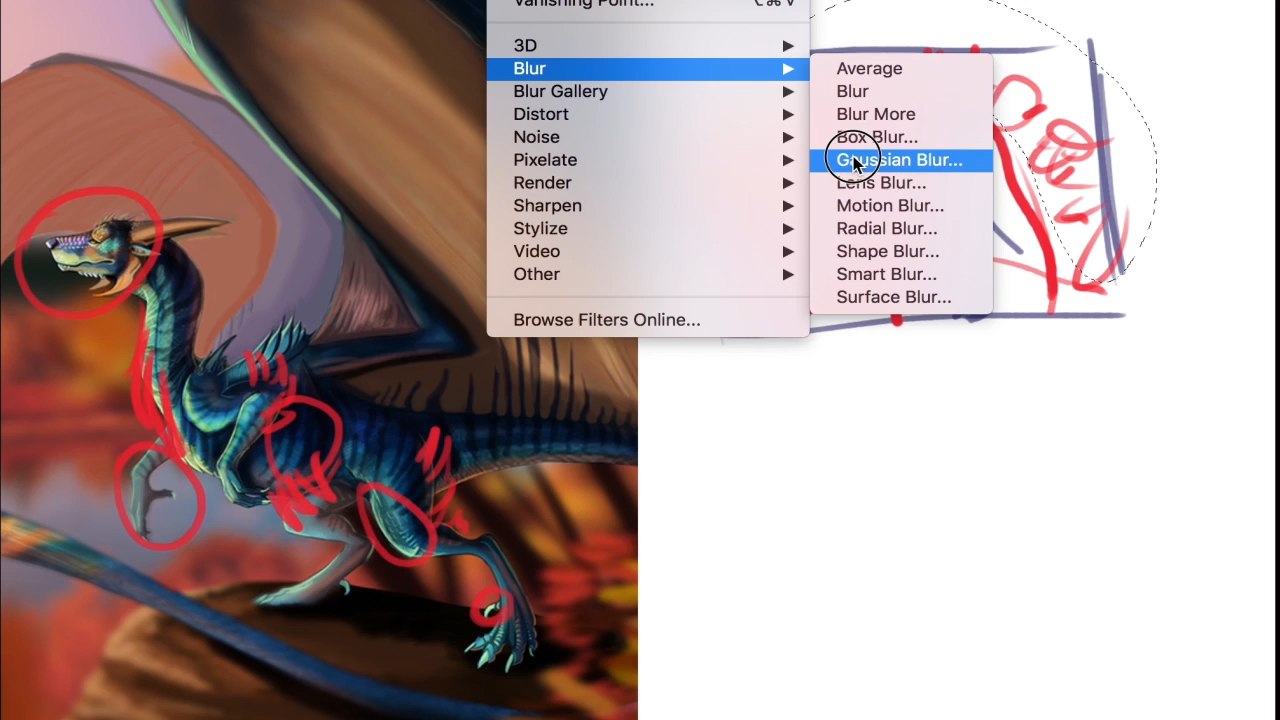 Vanishing Point... ⌥⌘V
3D
Blur
Blur Gallery
Distort
Noise
Pixelate
Render
Sharpen
Stylize
Video
Other
Browse Filters Online...
Average
Blur
Blur More
Box Blur...
Gaussian Blur...
Lens Blur...
Motion Blur...
Radial Blur...
Shape Blur...
Smart Blur...
Surface Blur...